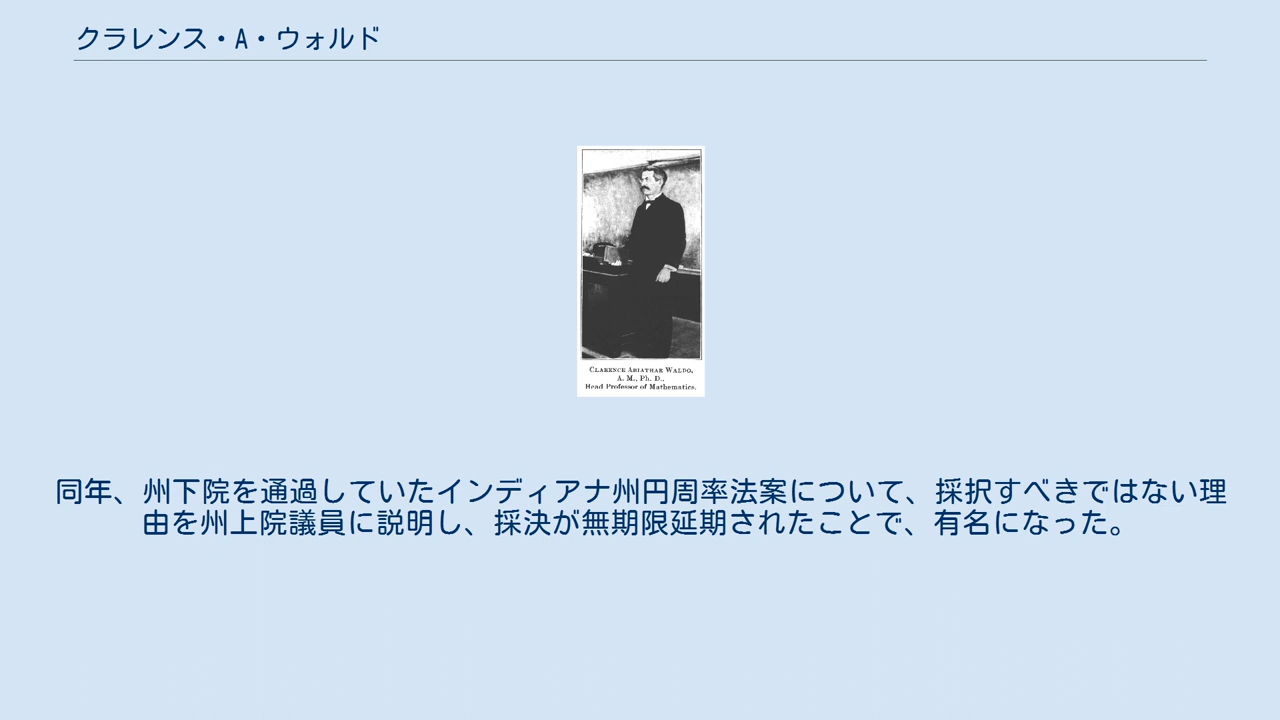 クラレンス・A・ウォルド
CLARENCE ABIATHAR WALDO,
A. M., Ph. D.,
Head Professor of Mathematics.
同年、州下院を通過していたインディアナ州円周率法案について、採択すべきではない理
由を州上院議員に説明し、採決が無期限延期されたことで、有名になった。